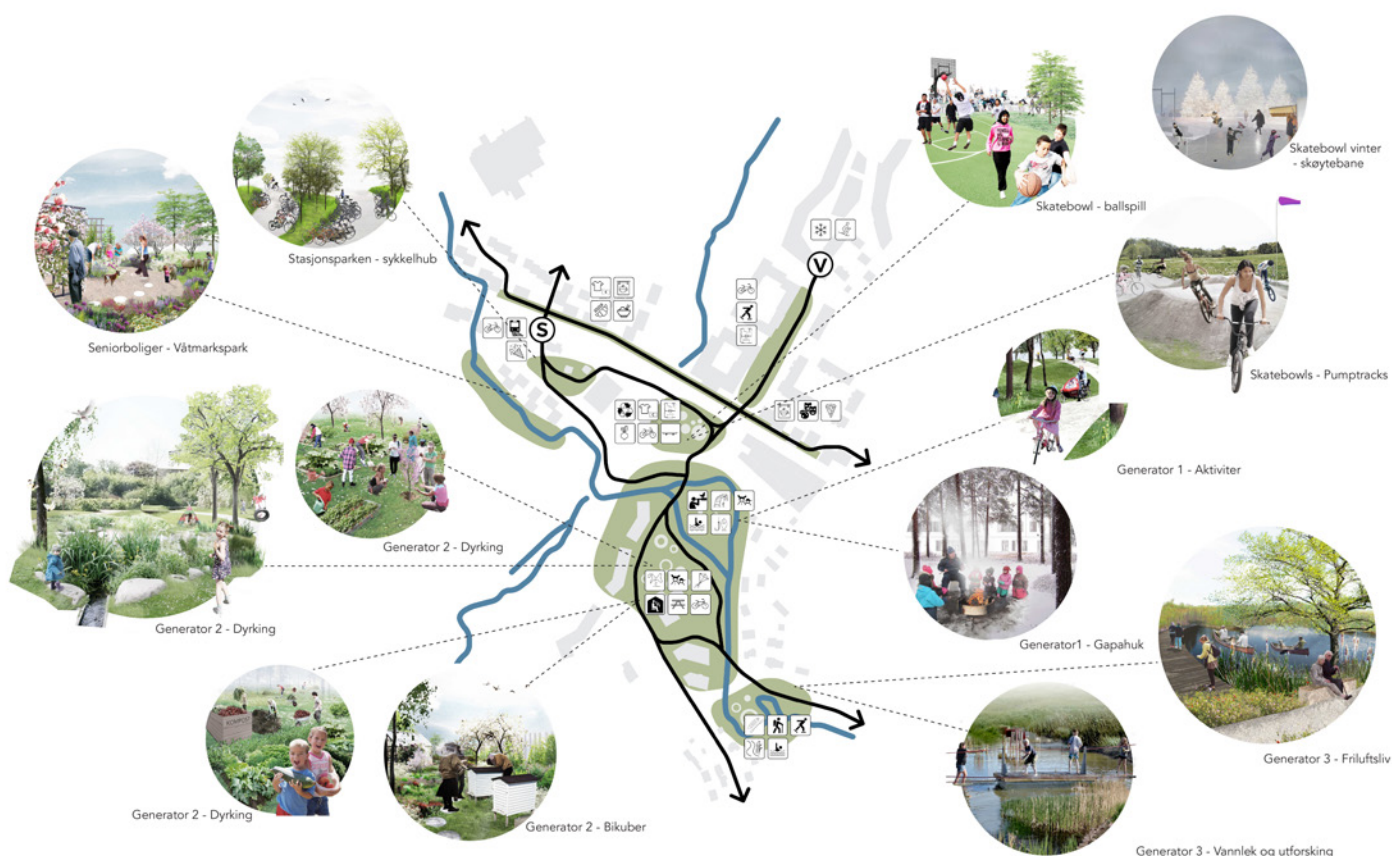 Skatebowl vinter
- skøytebane
Skatebowl - ballspill
Stasjonsparken - sykkelhub
V
S
Seniorboliger - Våtmarkspark
Skatebowls - Pumptracks
Generator 1 - Aktiviter
Generator 2 - Dyrking
Generator 2 - Dyrking
Generator1 - Gapahuk
Generator 3 - Friluftsliv
KOMPOST
Generator 2 - Dyrking
Generator 2 - Bikuber
Generator 3 - Vannlek og utforsking